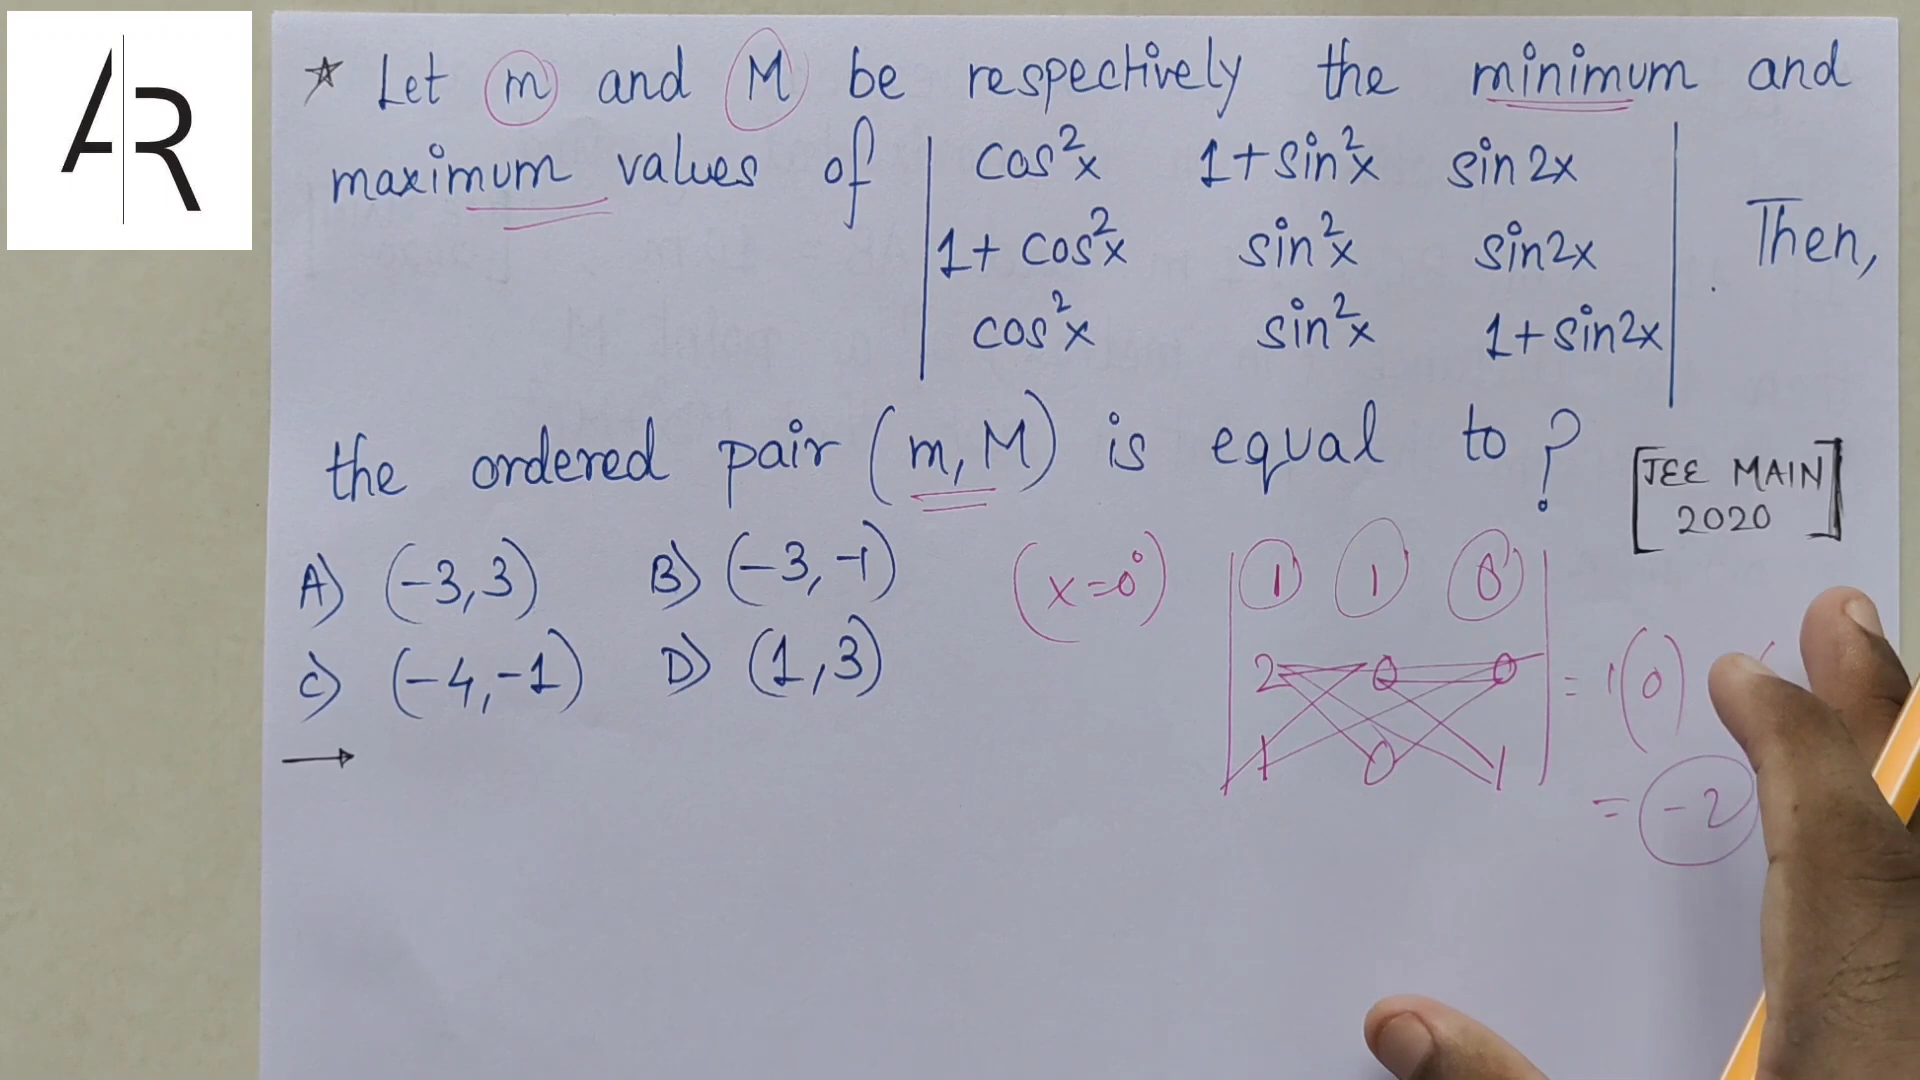 AR
☆ Let m and M be respectively the minimum and
maximum values of | cos²x 1+sin²x sin2x |
| 1+cos²x sin²x sin2x | . Then,
| cos²x sin²x 1+sin2x |
the ordered pair (m,M) is equal to?
[JEE MAIN
2020]
A) (-3,3) B) (-3,-1)
C) (-4,-1) D) (1,3)
→
(x=0°) | 1 1 0 |
| 2 0 0 | = 1(0)
| 1 0 1 |
= -2